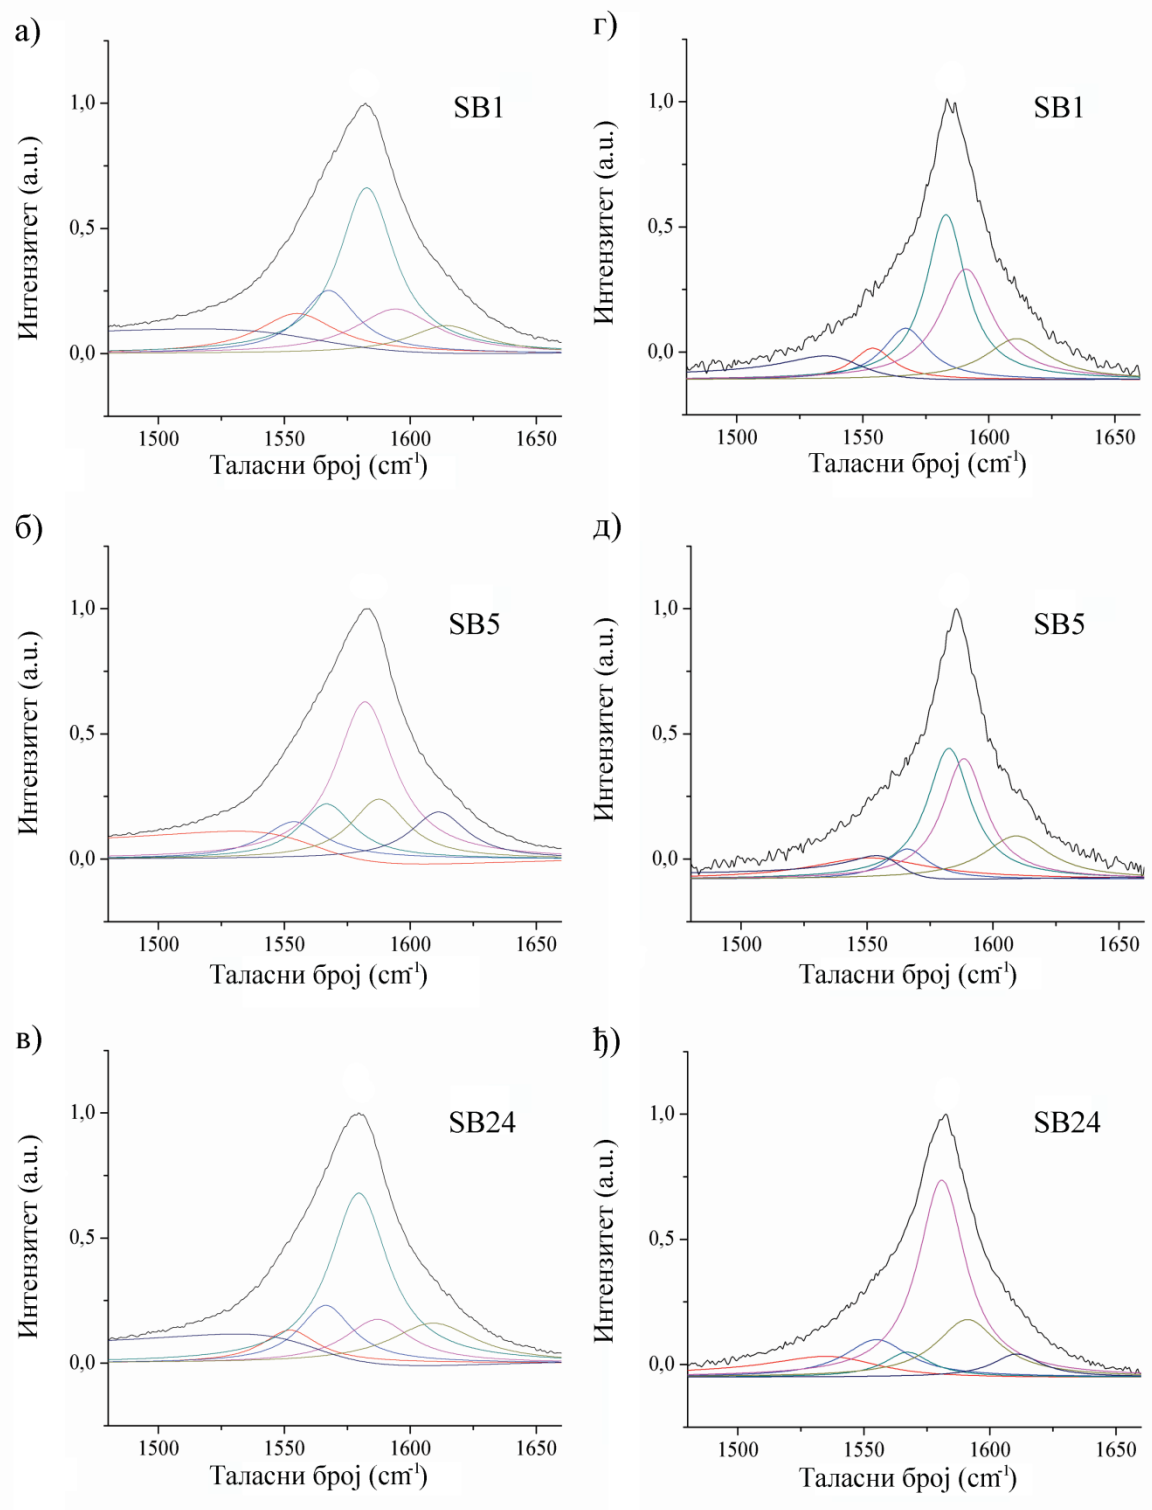 а)
1,0
0,5
0,0
Интензитет (a.u.)
SB1
1500 1550 1600 1650
Таласни број (cm⁻¹)
г)
1,0
0,5
0,0
Интензитет (a.u.)
SB1
1500 1550 1600 1650
Таласни број (cm⁻¹)
б)
1,0
0,5
0,0
Интензитет (a.u.)
SB5
1500 1550 1600 1650
Таласни број (cm⁻¹)
д)
1,0
0,5
0,0
Интензитет (a.u.)
SB5
1500 1550 1600 1650
Таласни број (cm⁻¹)
в)
1,0
0,5
0,0
Интензитет (a.u.)
SB24
1500 1550 1600 1650
Таласни број (cm⁻¹)
ђ)
1,0
0,5
0,0
Интензитет (a.u.)
SB24
1500 1550 1600 1650
Таласни број (cm⁻¹)